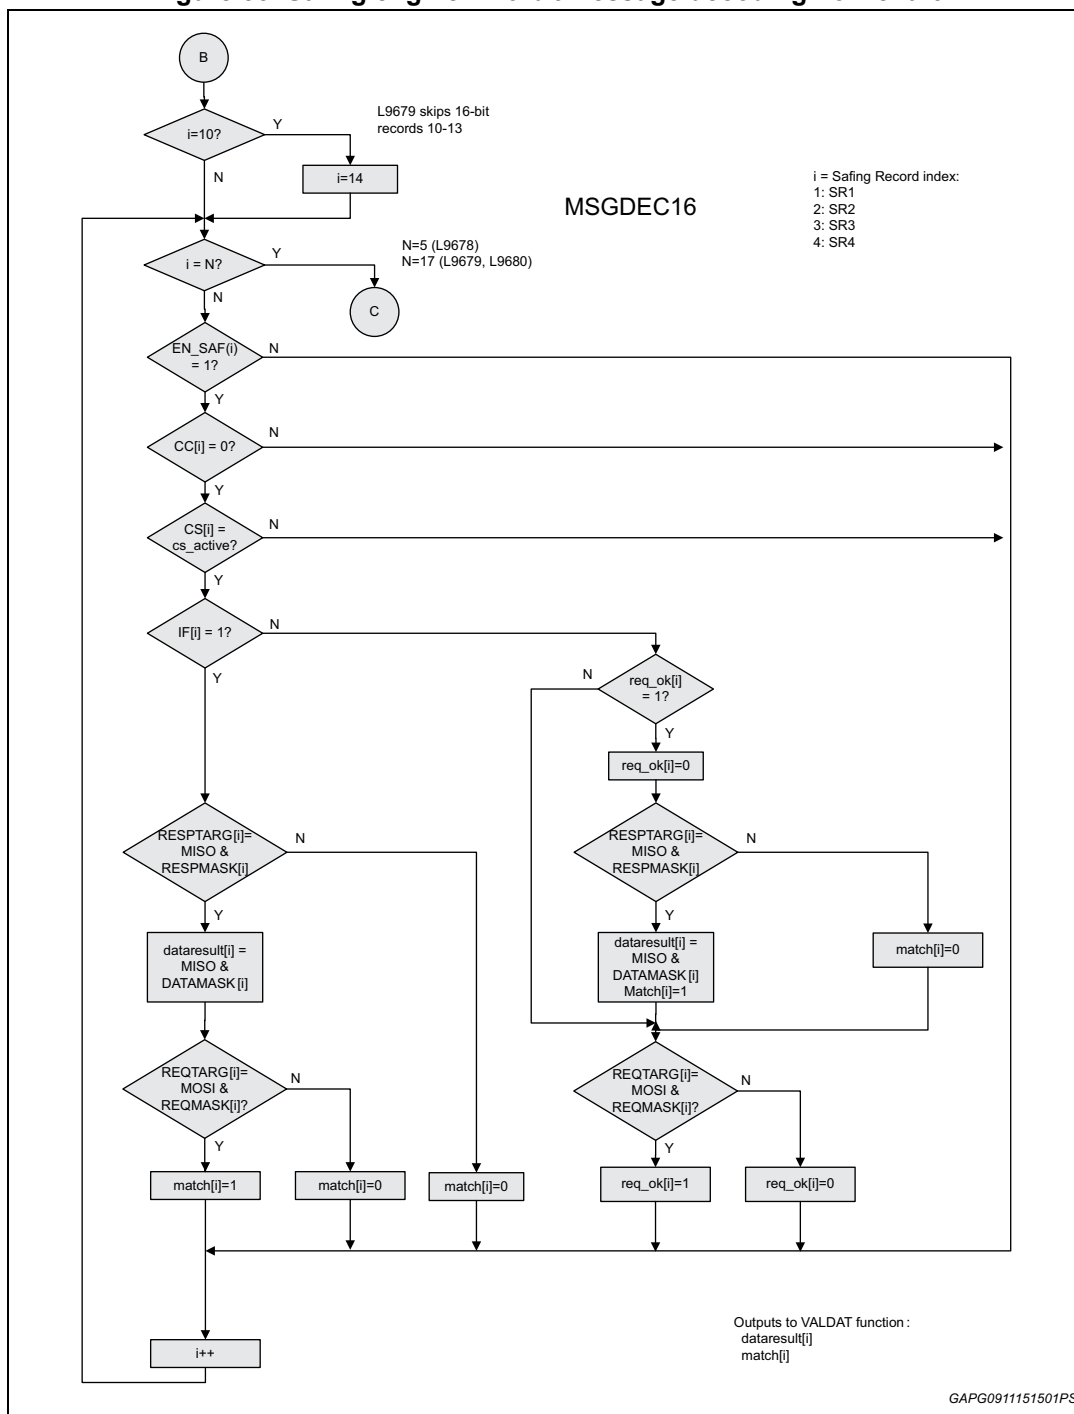 B
i=10?
Y
L9679 skips 16-bit
records 10-13
N
i=14
MSGDEC16
i = Safing Record index:
1: SR1
2: SR2
3: SR3
4: SR4
i = N?
Y
N=5 (L9678)
N=17 (L9679, L9680)
N
C
EN_SAF(i)
= 1?
N
Y
CC[i] = 0?
N
Y
CS[i] =
cs_active?
N
Y
IF[i] = 1?
N
Y
req_ok[i]
= 1?
N
Y
req_ok[i]=0
RESPTARG[i]=
MISO &
RESPMASK[i]
N
Y
RESPTARG[i]=
MISO &
RESPMASK[i]
N
Y
dataresult[i] =
MISO &
DATAMASK[i]
dataresult[i] =
MISO &
DATAMASK[i]
Match[i]=1
match[i]=0
REQTARG[i]=
MOSI &
REQMASK[i]?
N
Y
REQTARG[i]=
MOSI &
REQMASK[i]?
N
Y
match[i]=1
match[i]=0
match[i]=0
req_ok[i]=1
req_ok[i]=0
i++
Outputs to VALDAT function :
dataresult[i]
match[i]
GAPG0911151501PS